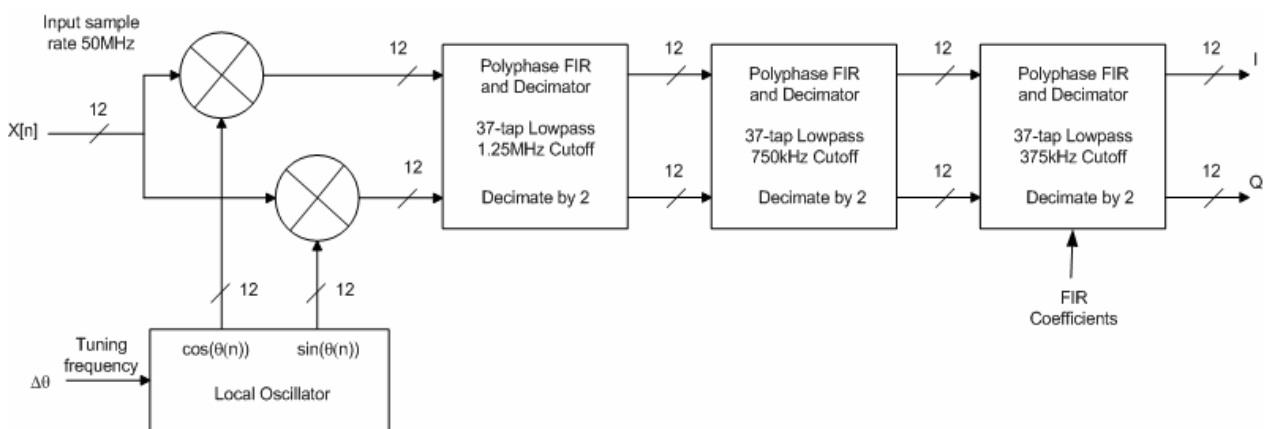 Input sample
rate 50MHz
12
X[n]
12
12
Polyphase FIR
and Decimator
37-tap Lowpass
1.25MHz Cutoff
Decimate by 2
12
12
Polyphase FIR
and Decimator
37-tap Lowpass
750kHz Cutoff
Decimate by 2
12
12
Polyphase FIR
and Decimator
37-tap Lowpass
375kHz Cutoff
Decimate by 2
12
I
12
Q
12
12
FIR
Coefficients
Tuning
frequency
Δθ
cos(θ(n))
sin(θ(n))
Local Oscillator